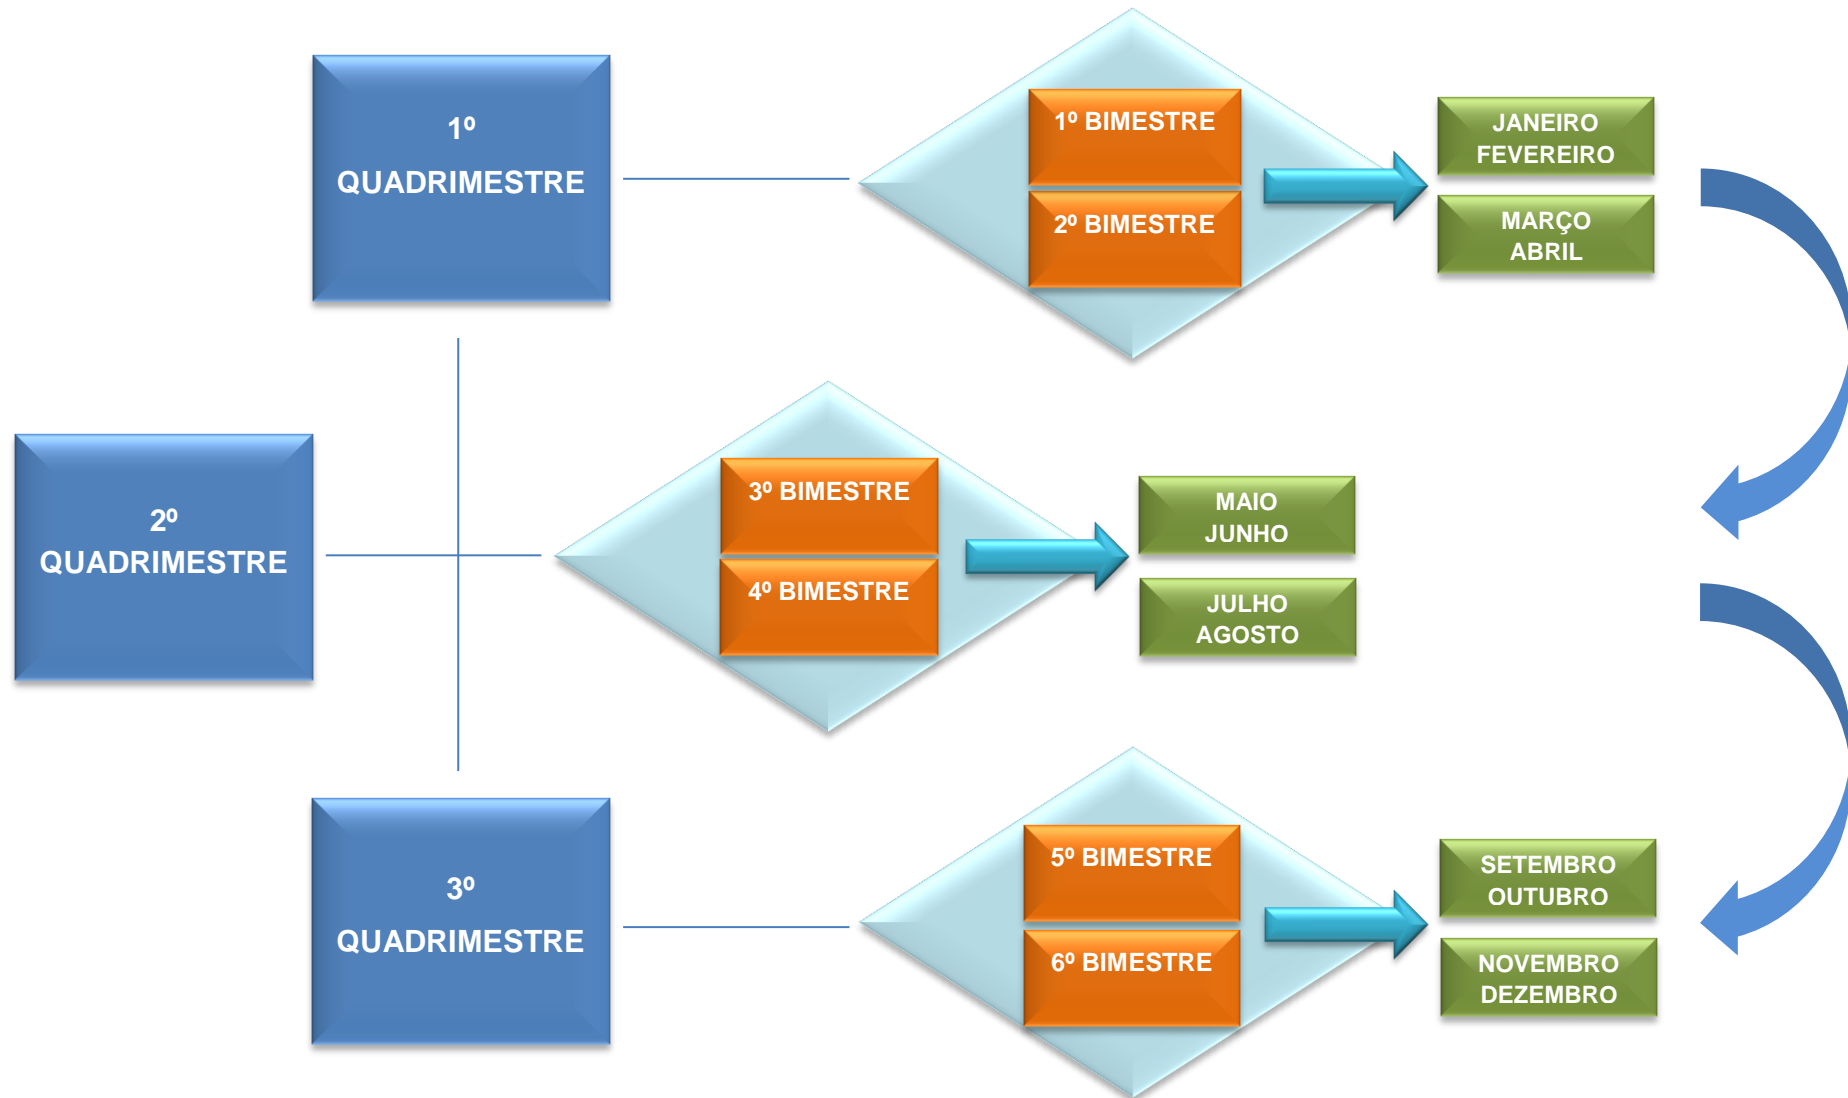 1º
QUADRIMESTRE
1º BIMESTRE
2º BIMESTRE
JANEIRO
FEVEREIRO
MARÇO
ABRIL
2º
QUADRIMESTRE
3º BIMESTRE
4º BIMESTRE
MAIO
JUNHO
JULHO
AGOSTO
3º
QUADRIMESTRE
5º BIMESTRE
6º BIMESTRE
SETEMBRO
OUTUBRO
NOVEMBRO
DEZEMBRO